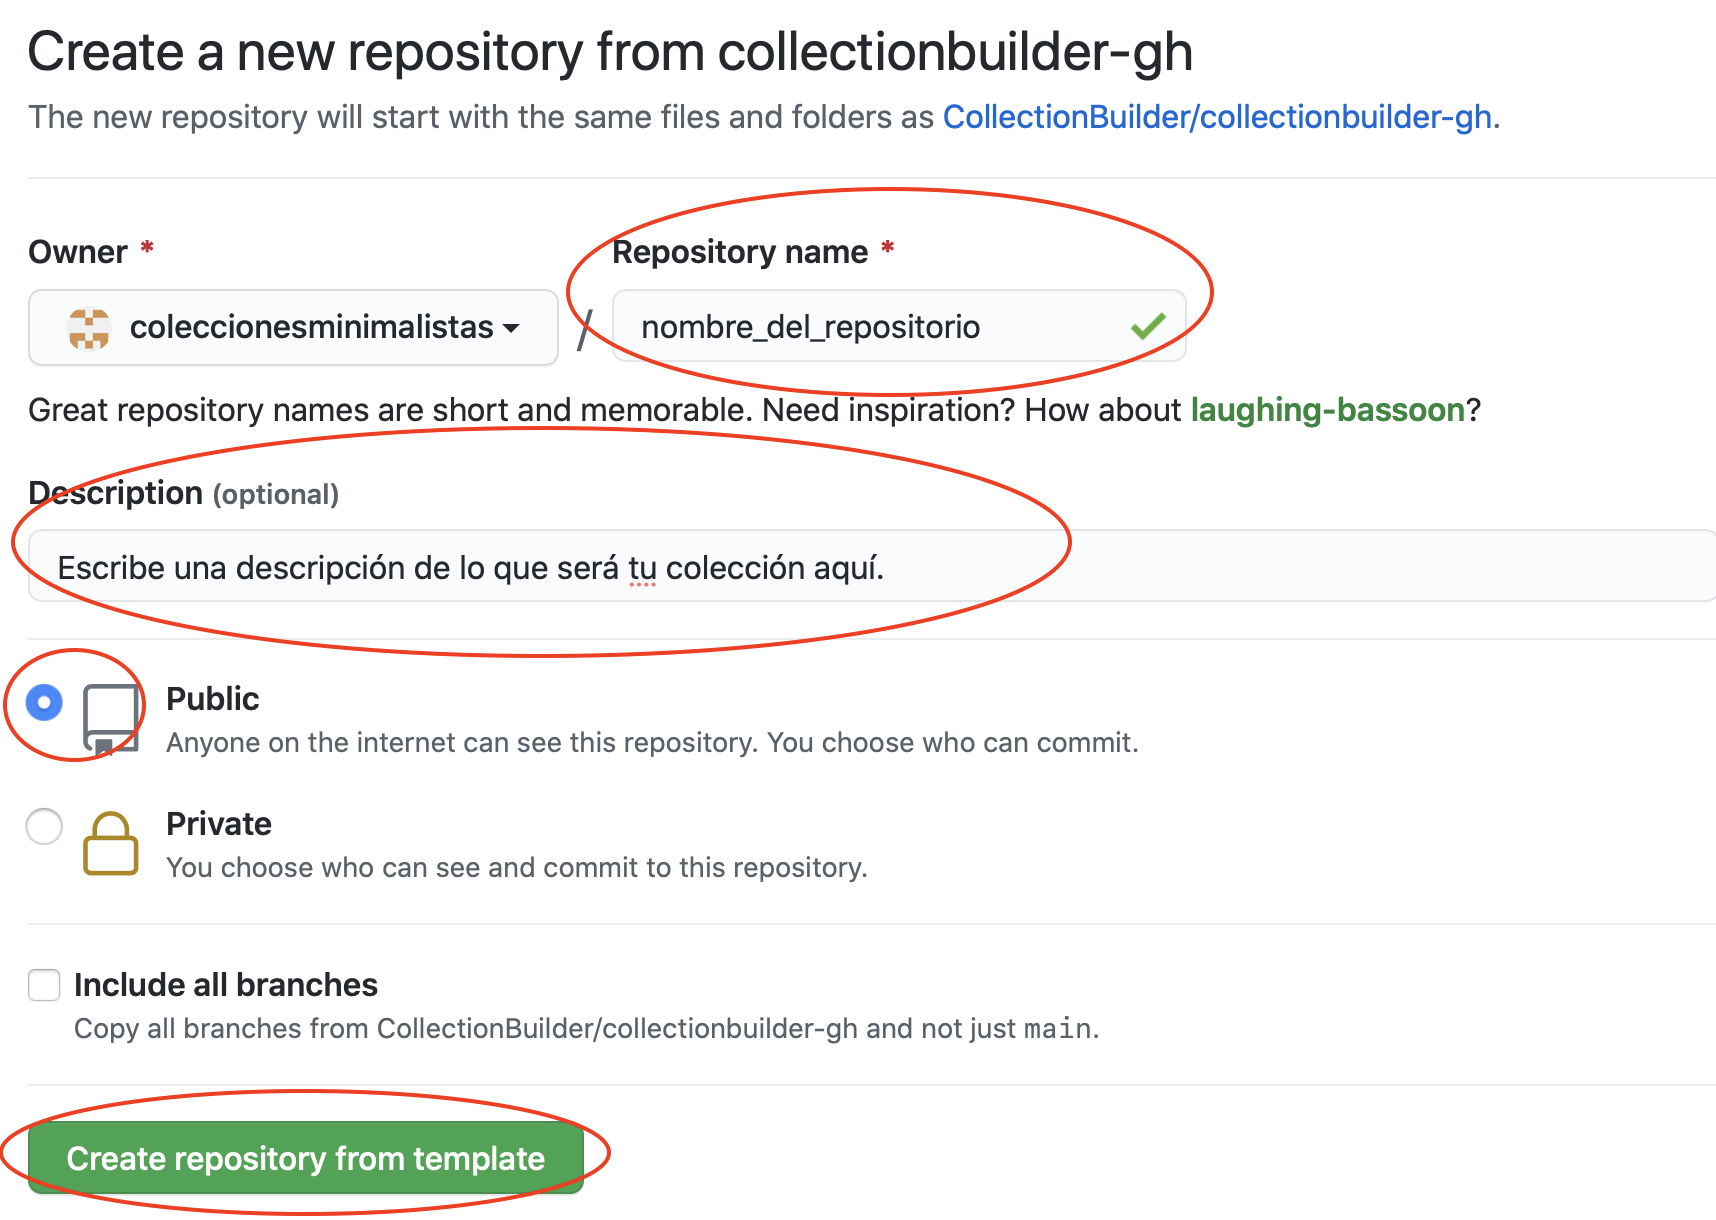 Create a new repository from collectionbuilder-gh
The new repository will start with the same files and folders as CollectionBuilder/collectionbuilder-gh.
Owner * Repository name *
coleccionesminimalistas / nombre_del_repositorio
Great repository names are short and memorable. Need inspiration? How about laughing-bassoon?
Description (optional)
Escribe una descripción de lo que será tu colección aquí.
Public
Anyone on the internet can see this repository. You choose who can commit.
Private
You choose who can see and commit to this repository.
Include all branches
Copy all branches from CollectionBuilder/collectionbuilder-gh and not just main.
Create repository from template